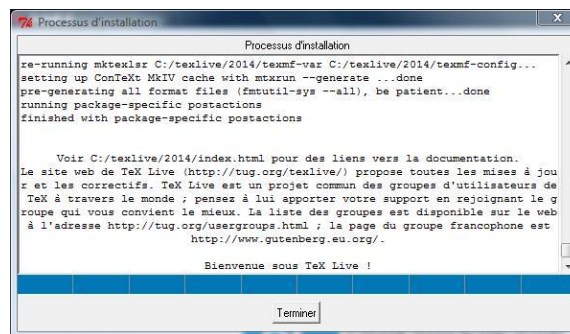 Processus d'installation
Processus d'installation
re-running mktexlsr C:/texlive/2014/texmf-var C:/texlive/2014/texmf-config...
setting up ConTeXt MkIV cache with mtxrun --generate ...done
pre-generating all format files (fmtutil-sys --all), be patient...done
running package-specific postactions
finished with package-specific postactions
Voir C:/texlive/2014/index.html pour des liens vers la documentation.
Le site web de TeX Live (http://tug.org/texlive/) propose toutes les mises à jou
r et les correctifs. TeX Live est un projet commun des groupes d'utilisateurs de
TeX à travers le monde ; pensez à lui apporter votre support en rejoignant le g
roupe qui vous convient le mieux. La liste des groupes est disponible sur le web
à l'adresse http://tug.org/usergroups.html ; la page du groupe francophone est
http://www.gutenberg.eu.org/.
Bienvenue sous TeX Live !
Terminer